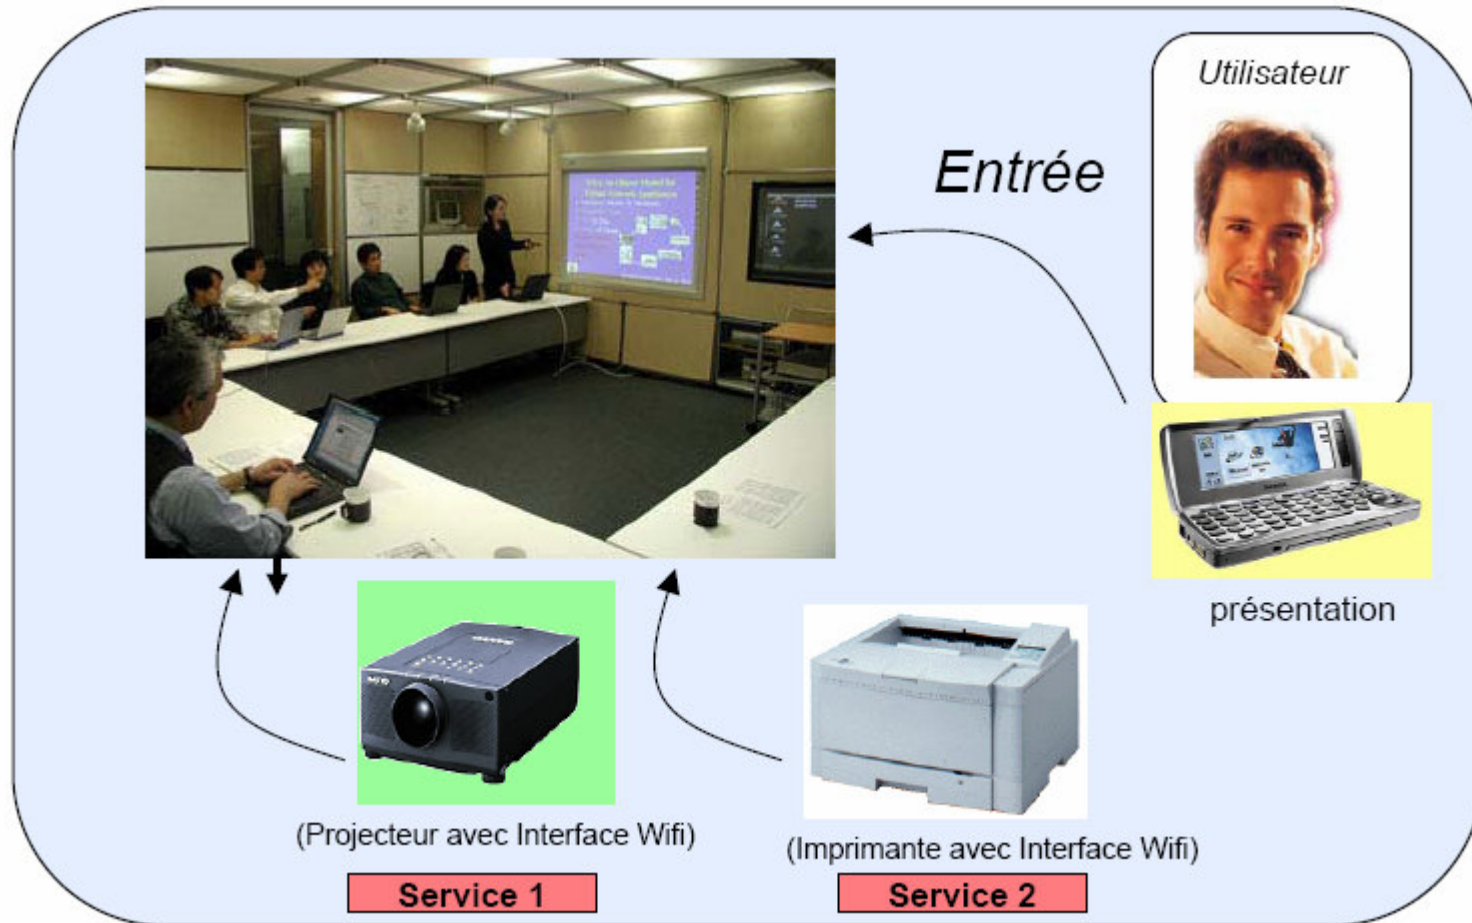 Utilisateur
Entrée
présentation
(Projecteur avec Interface Wifi)
(Imprimante avec Interface Wifi)
Service 1
Service 2